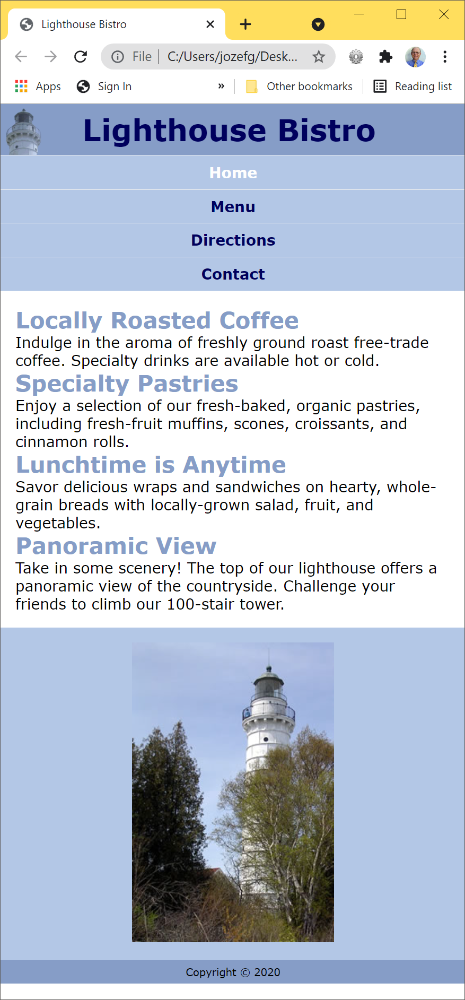 Lighthouse Bistro
File | C:/Users/jozefg/Desk...
Apps Sign In » Other bookmarks Reading list
Lighthouse Bistro
Home
Menu
Directions
Contact
Locally Roasted Coffee
Indulge in the aroma of freshly ground roast free-trade
coffee. Specialty drinks are available hot or cold.
Specialty Pastries
Enjoy a selection of our fresh-baked, organic pastries,
including fresh-fruit muffins, scones, croissants, and
cinnamon rolls.
Lunchtime is Anytime
Savor delicious wraps and sandwiches on hearty, whole-
grain breads with locally-grown salad, fruit, and
vegetables.
Panoramic View
Take in some scenery! The top of our lighthouse offers a
panoramic view of the countryside. Challenge your
friends to climb our 100-stair tower.
Copyright © 2020